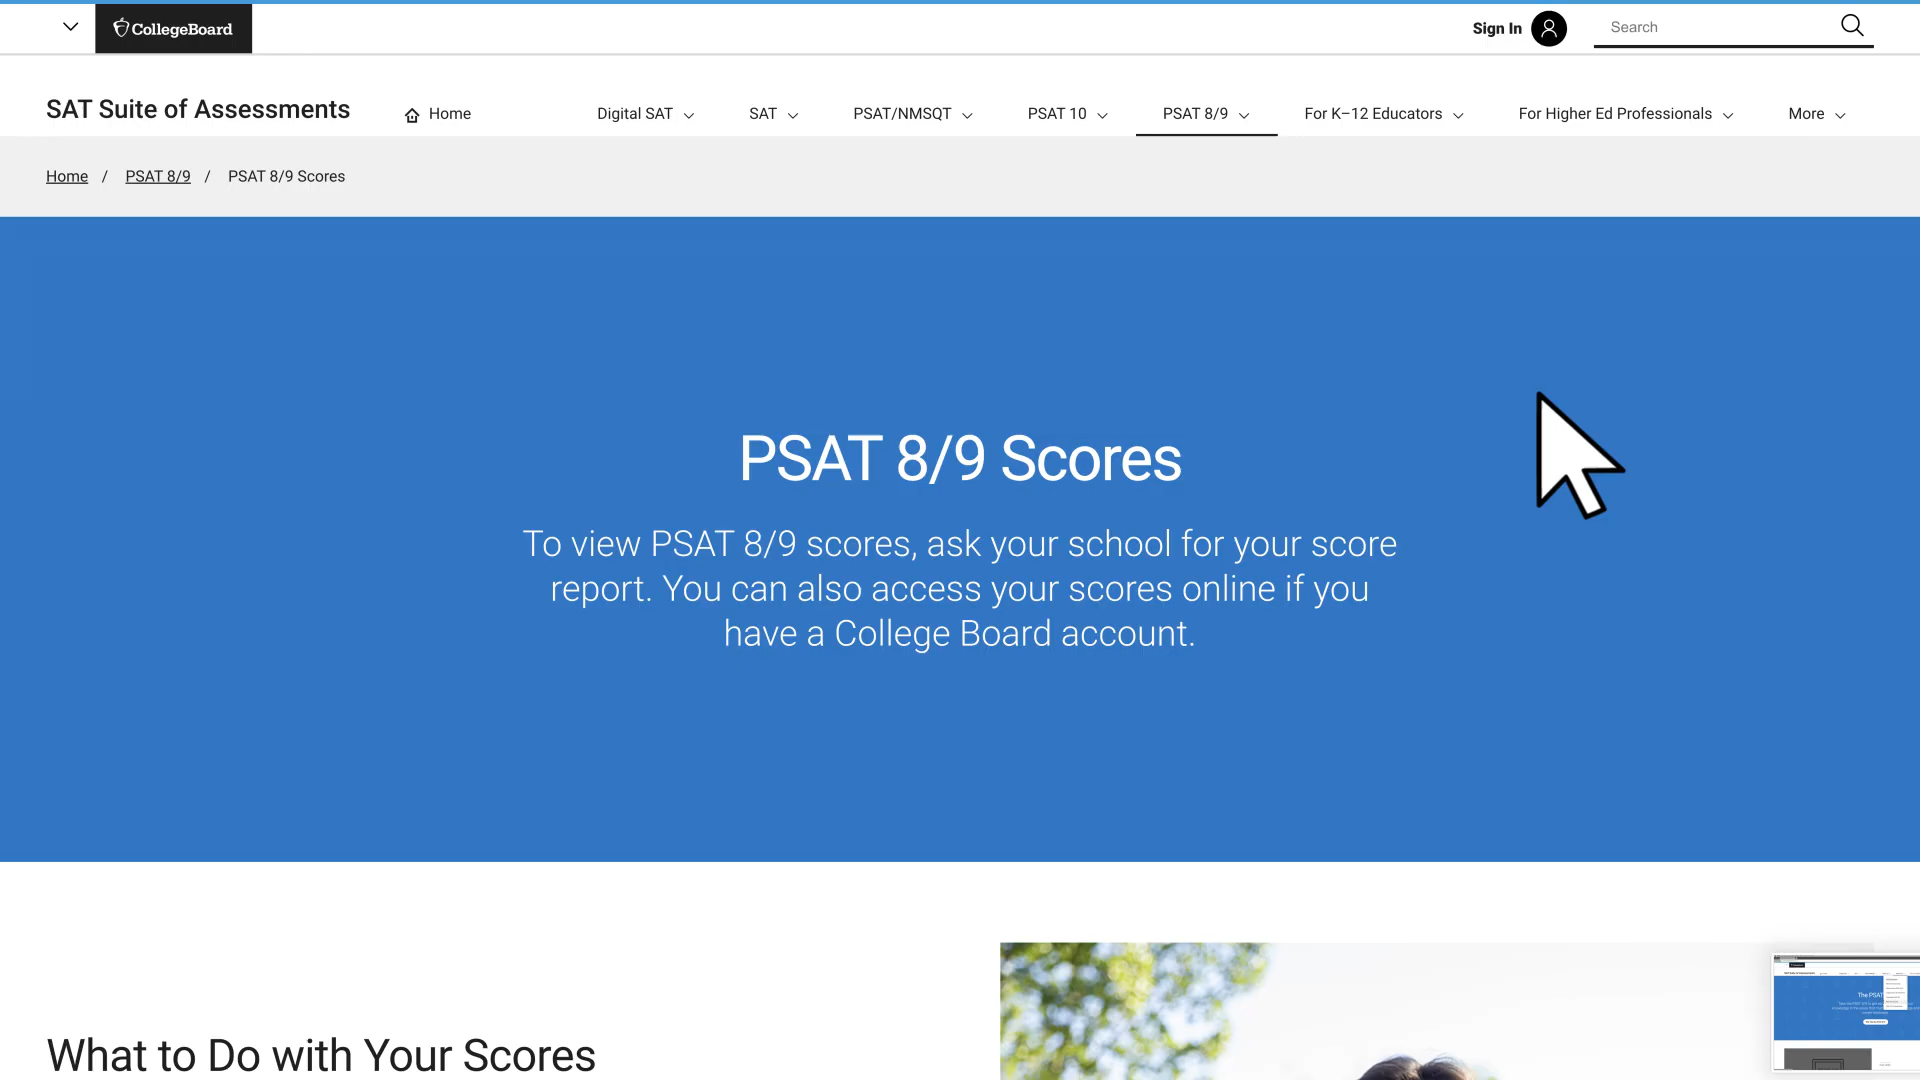 CollegeBoard
Sign In
Search
SAT Suite of Assessments
Home
Digital SAT
SAT
PSAT/NMSQT
PSAT 10
PSAT 8/9
For K–12 Educators
For Higher Ed Professionals
More
Home / PSAT 8/9 / PSAT 8/9 Scores
PSAT 8/9 Scores
To view PSAT 8/9 scores, ask your school for your score
report. You can also access your scores online if you
have a College Board account.
What to Do with Your Scores